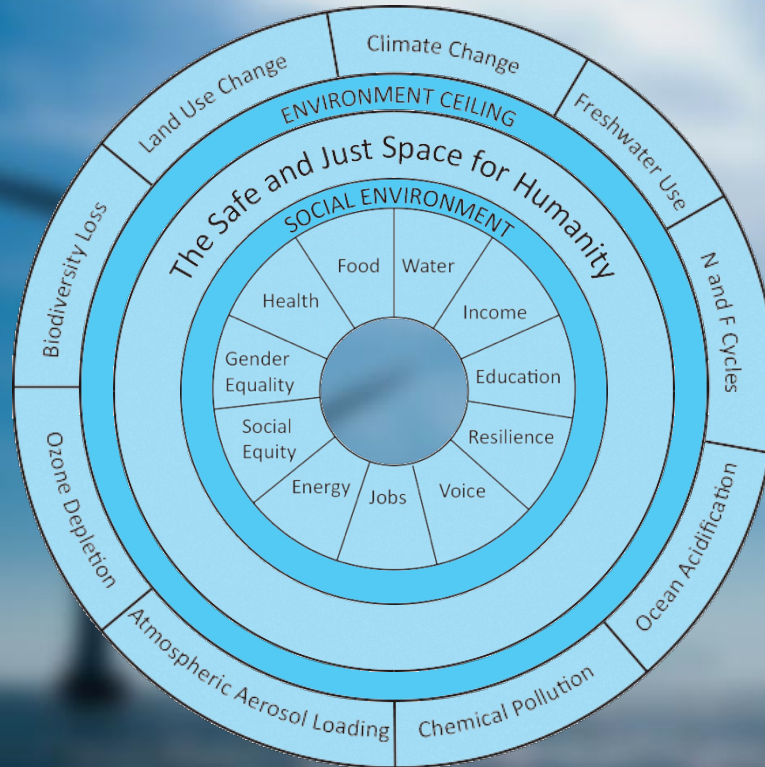 Climate Change
Freshwater Use
N and F Cycles
Ocean Acidification
Chemical Pollution
Atmospheric Aerosol Loading
Ozone Depletion
Biodiversity Loss
Land Use Change
ENVIRONMENT CEILING
The Safe and Just Space for Humanity
SOCIAL ENVIRONMENT
Water
Income
Education
Resilience
Voice
Jobs
Energy
Social
Equity
Gender
Equality
Health
Food